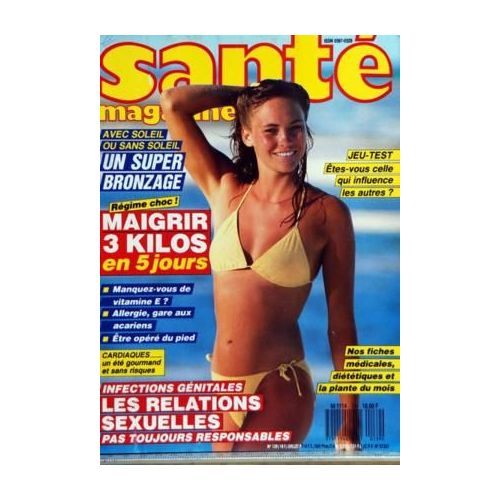 santé
magazine
AVEC SOLEIL
OU SANS SOLEIL
UN SUPER
BRONZAGE
Régime choc !
MAIGRIR
3 KILOS
en 5 jours
Manquez-vous de
vitamine E ?
Allergie, gare aux
acariens
Être opéré du pied
CARDIAQUES
un été gourmand
et sans risques
INFECTIONS GÉNITALES
LES RELATIONS
SEXUELLES
PAS TOUJOURS RESPONSABLES
JEU-TEST
Êtes-vous celle
qui influence
les autres ?
Nos fiches
médicales,
diététiques et
la plante du mois